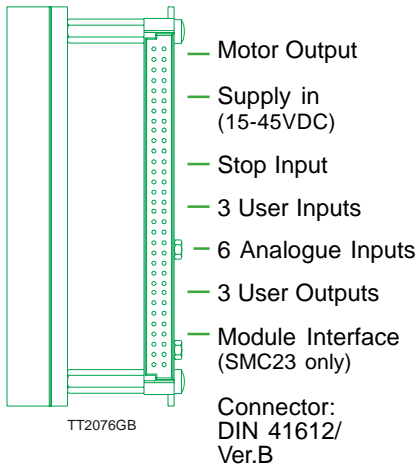 Motor Output
Supply in
(15-45VDC)
Stop Input
3 User Inputs
6 Analogue Inputs
3 User Outputs
Module Interface
(SMC23 only)
TT2076GB
Connector:
DIN 41612/
Ver.B